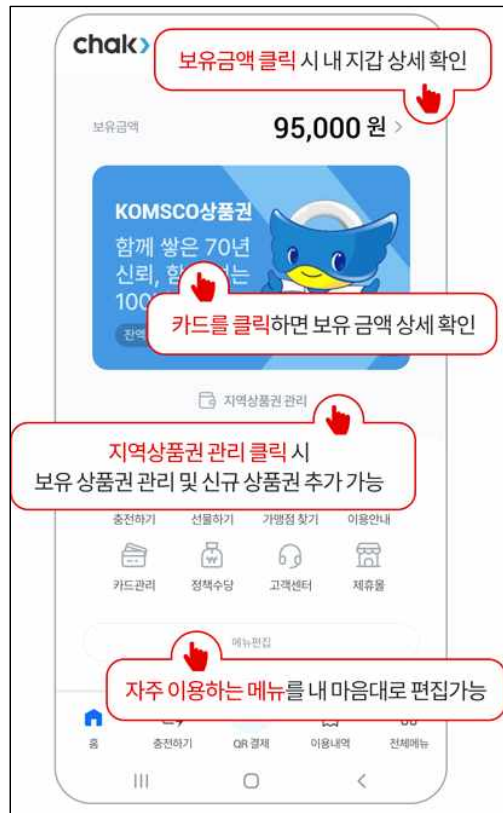 chak
보유금액 클릭 시 내 지갑 상세 확인
보유금액 95,000 원 >
KOMSCO상품권
함께 쌓은 70년
신뢰, 함
100
잔액
카드를 클릭하면 보유 금액 상세 확인
지역상품권 관리
지역상품권 관리 클릭 시
보유 상품권 관리 및 신규 상품권 추가 가능
충전하기 선물하기 가맹점 찾기 이용안내
카드관리 정책수당 고객센터 제휴몰
메뉴편집
자주 이용하는 메뉴를 내 마음대로 편집가능
홈 충전하기 QR 결제 이용내역 전체메뉴